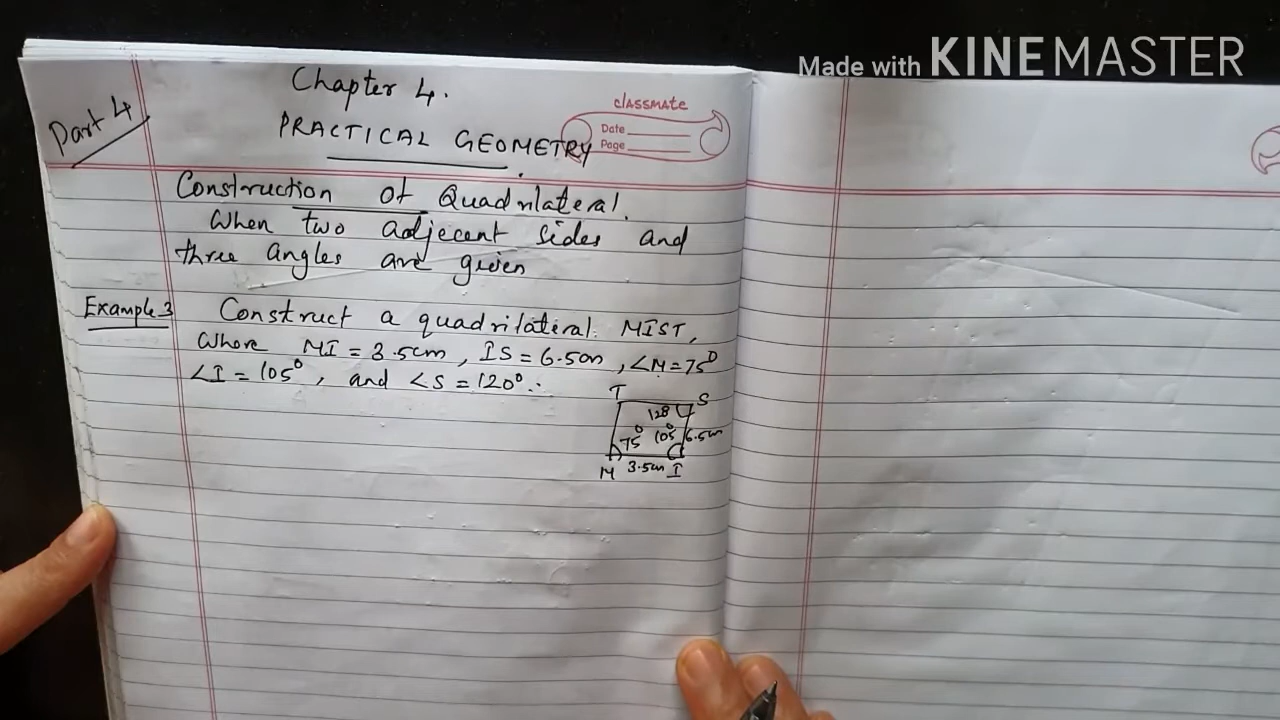 Made with KINEMASTER
Part 4
Chapter 4.
PRACTICAL GEOMETRY
classmate
Date
Page
Construction of Quadrilateral.
When two adjecent sides and
three angles are given
Example 3 Construct a quadrilateral MIST,
Where MI = 3.5cm, IS = 6.5cm, ∠M = 75°
∠I = 105°, and ∠S = 120°.
T S
120
75° 105° 6.5cm
M 3.5cm I